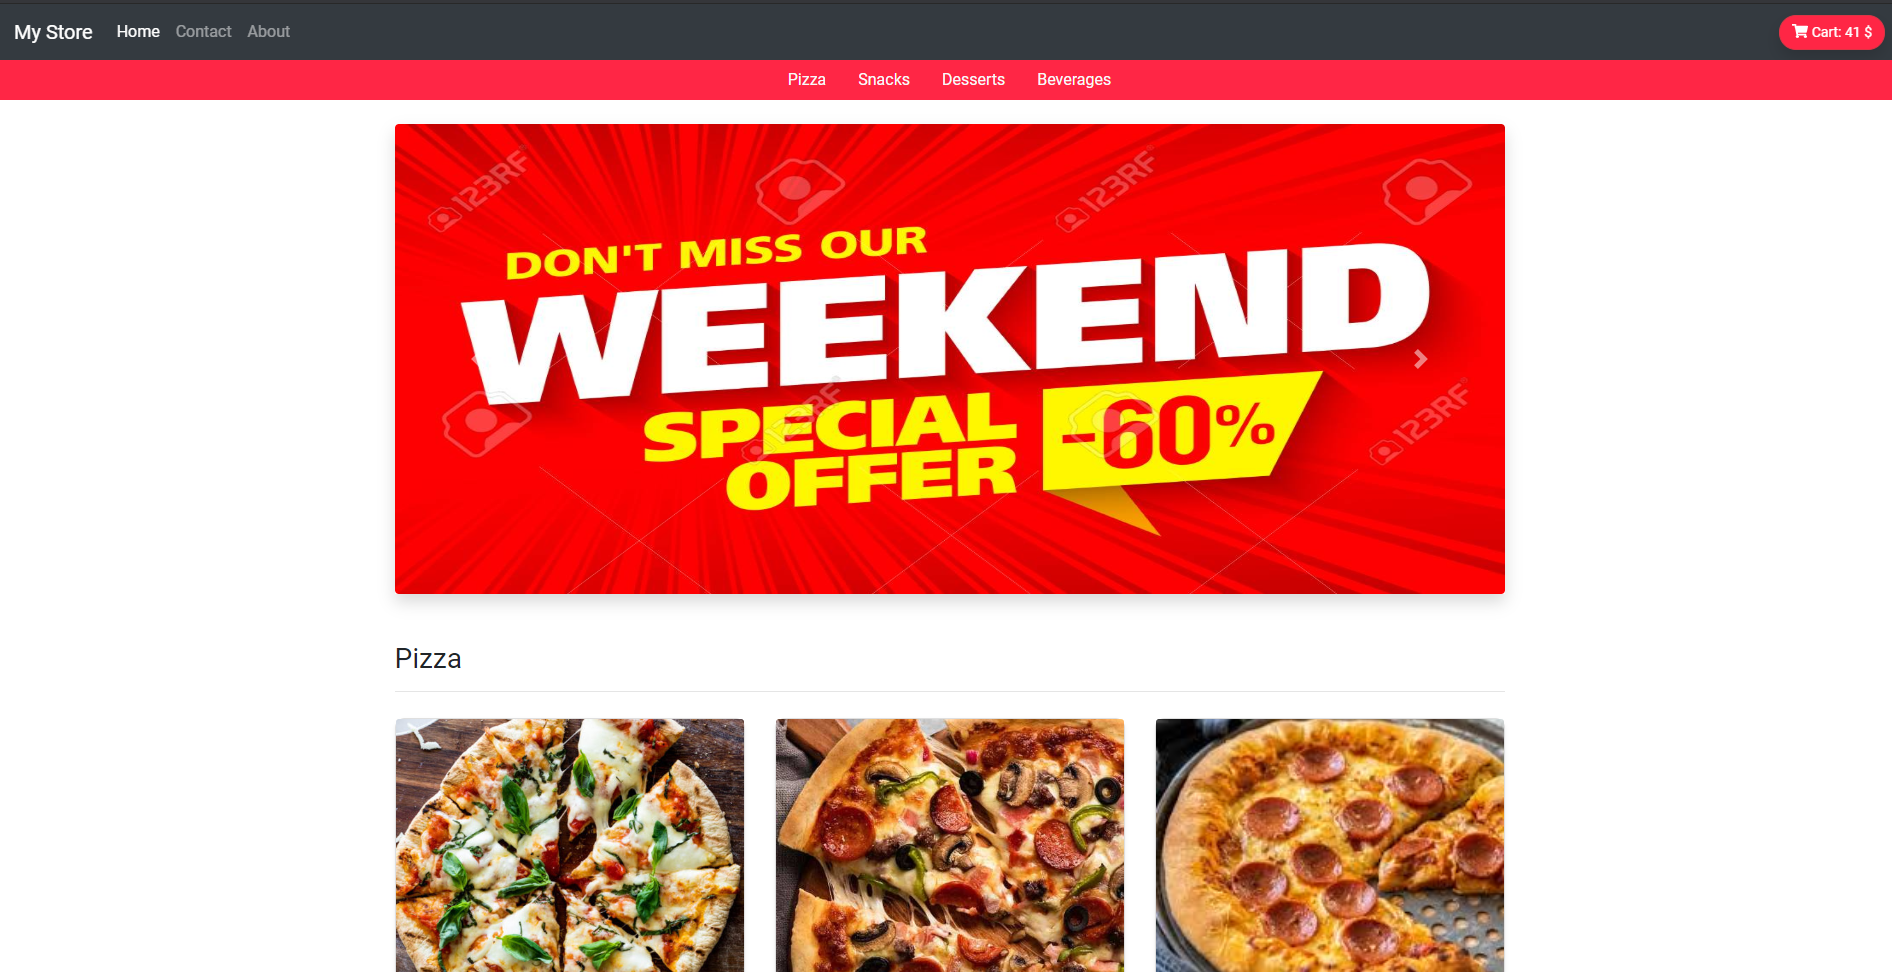 My Store Home Contact About Cart: 41 $
Pizza Snacks Desserts Beverages
123RF 123RF
DON'T MISS OUR
WEEKEND
SPECIAL
OFFER
-60%
123RF 123RF
Pizza